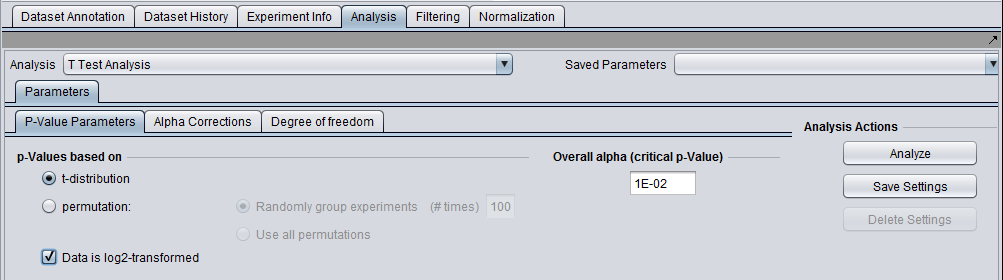 Dataset Annotation Dataset History Experiment Info Analysis Filtering Normalization
Analysis T Test Analysis Saved Parameters
Parameters
P-Value Parameters Alpha Corrections Degree of freedom
Analysis Actions
p-Values based on Overall alpha (critical p-Value)
Analyze
t-distribution 1E-02
Save Settings
permutation: Randomly group experiments (# times) 100
Delete Settings
Use all permutations
Data is log2-transformed